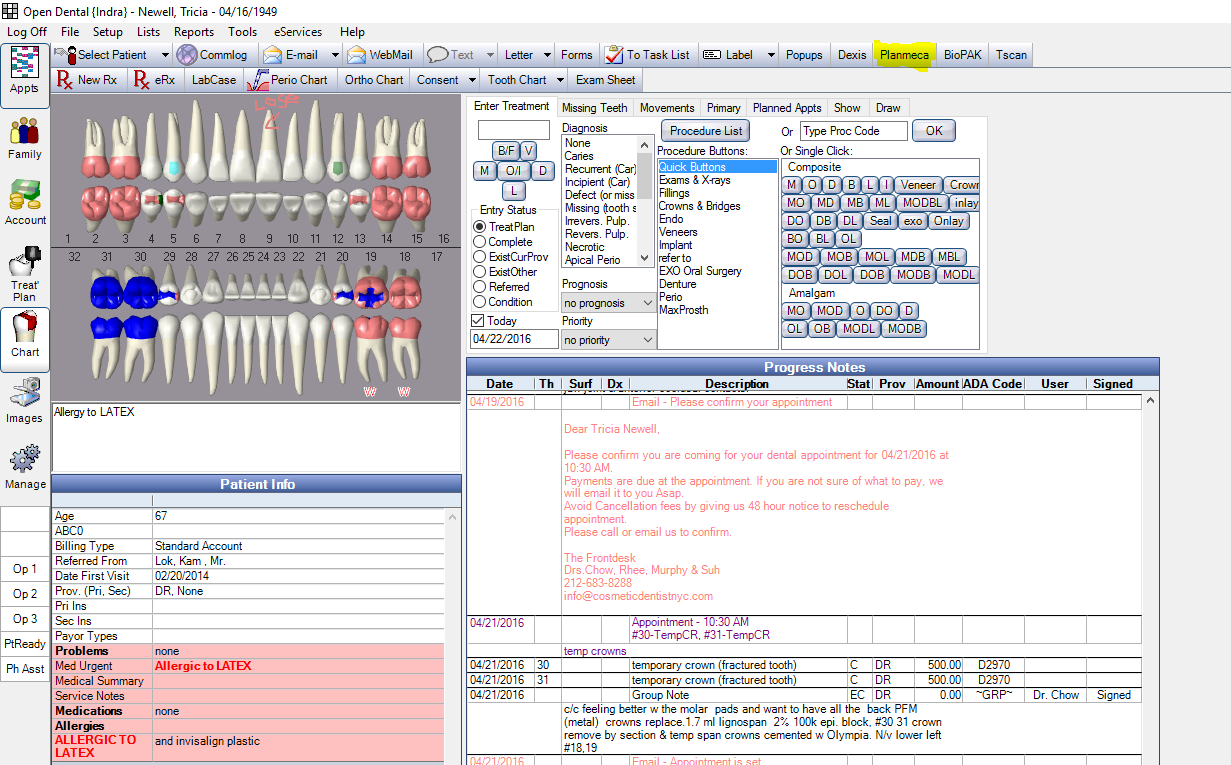 Open Dental {Indra} - Newell, Tricia - 04/16/1949
Log Off File Setup Lists Reports Tools eServices Help
Select Patient Commlog E-mail WebMail Text Letter Forms To Task List Label Popups Dexis Planmeca BioPAK Tscan
New Rx eRx LabCase Perio Chart Ortho Chart Consent Tooth Chart Exam Sheet
Appts
Family
Account
Treat'
Plan
Chart
Images
Manage
Op 1
Op 2
Op 3
PtReady
Ph Asst
1 2 3 4 5 6 7 8 9 10 11 12 13 14 15 16
32 31 30 29 28 27 26 25 24 23 22 21 20 19 18 17
W W
Allergy to LATEX
Patient Info
Age 67
ABC0
Billing Type Standard Account
Referred From Lok, Kam , Mr.
Date First Visit 02/20/2014
Prov. (Pri, Sec) DR, None
Pri Ins
Sec Ins
Payor Types
Problems none
Med Urgent Allergic to LATEX
Medical Summary
Service Notes
Medications none
Allergies
ALLERGIC TO
LATEX
and invisalign plastic
Enter Treatment Missing Teeth Movements Primary Planned Appts Show Draw
B/F V
M O/I D
L
Entry Status
TreatPlan
Complete
ExistCurProv
ExistOther
Referred
Condition
Today
04/22/2016
Diagnosis
None
Caries
Recurrent (Car)
Incipient (Car)
Defect (or miss
Missing (tooth s
Irrevers. Pulp.
Revers. Pulp.
Necrotic
Apical Perio
Prognosis
no prognosis
Priority
no priority
Procedure List
Or Type Proc Code OK
Procedure Buttons:
Quick Buttons
Exams & X-rays
Fillings
Crowns & Bridges
Endo
Veneers
Implant
refer to
EXO Oral Surgery
Denture
Perio
MaxProsth
Or Single Click:
Composite
M O D B L I Veneer Crown
MO MD MB ML MODBL inlay
DO DB DL Seal exo Onlay
BO BL OL
MOD MOB MOL MDB MBL
DOB DOL DOB MODB MODL
Amalgam
MO MOD O DO D
OL OB MODL MODB
Progress Notes
Date Th Surf Dx Description Stat Prov Amount ADA Code User Signed
04/19/2016 Email - Please confirm your appointment
Dear Tricia Newell,
Please confirm you are coming for your dental appointment for 04/21/2016 at
10:30 AM.
Payments are due at the appointment. If you are not sure of what to pay, we
will email it to you Asap.
Avoid Cancellation fees by giving us 48 hour notice to reschedule
appointment.
Please call or email us to confirm.
The Frontdesk
Drs.Chow, Rhee, Murphy & Suh
212-683-8288
info@cosmeticdentistnyc.com
04/21/2016 Appointment - 10:30 AM
#30-TempCR, #31-TempCR
temp crowns
04/21/2016 30 temporary crown (fractured tooth) C DR 500.00 D2970
04/21/2016 31 temporary crown (fractured tooth) C DR 500.00 D2970
04/21/2016 Group Note EC DR 0.00 ~GRP~ Dr. Chow Signed
c/c feeling better w the molar pads and want to have all the back PFM
(metal) crowns replace.1.7 ml lignospan 2% 100k epi. block, #30 31 crown
remove by section & temp span crowns cemented w Olympia. N/v lower left
#18,19
04/21/2016 Email - Appointment is set